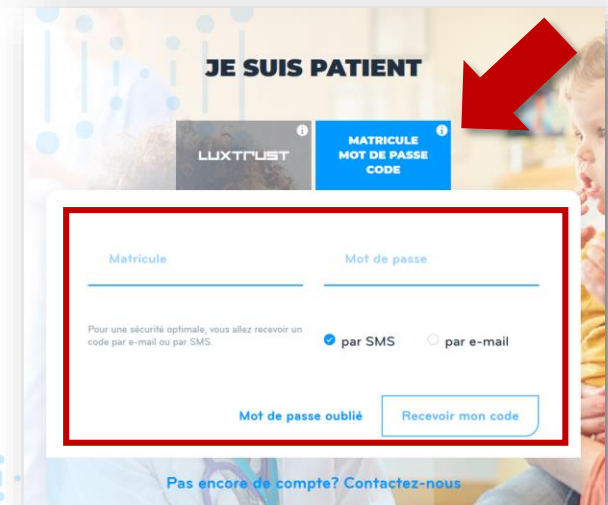 JE SUIS PATIENT
LUXTRUST
MATRICULE
MOT DE PASSE
CODE
Matricule
Mot de passe
Pour une sécurité optimale, vous allez recevoir un
code par e-mail ou par SMS.
par SMS
par e-mail
Mot de passe oublié
Recevoir mon code
Pas encore de compte? Contactez-nous